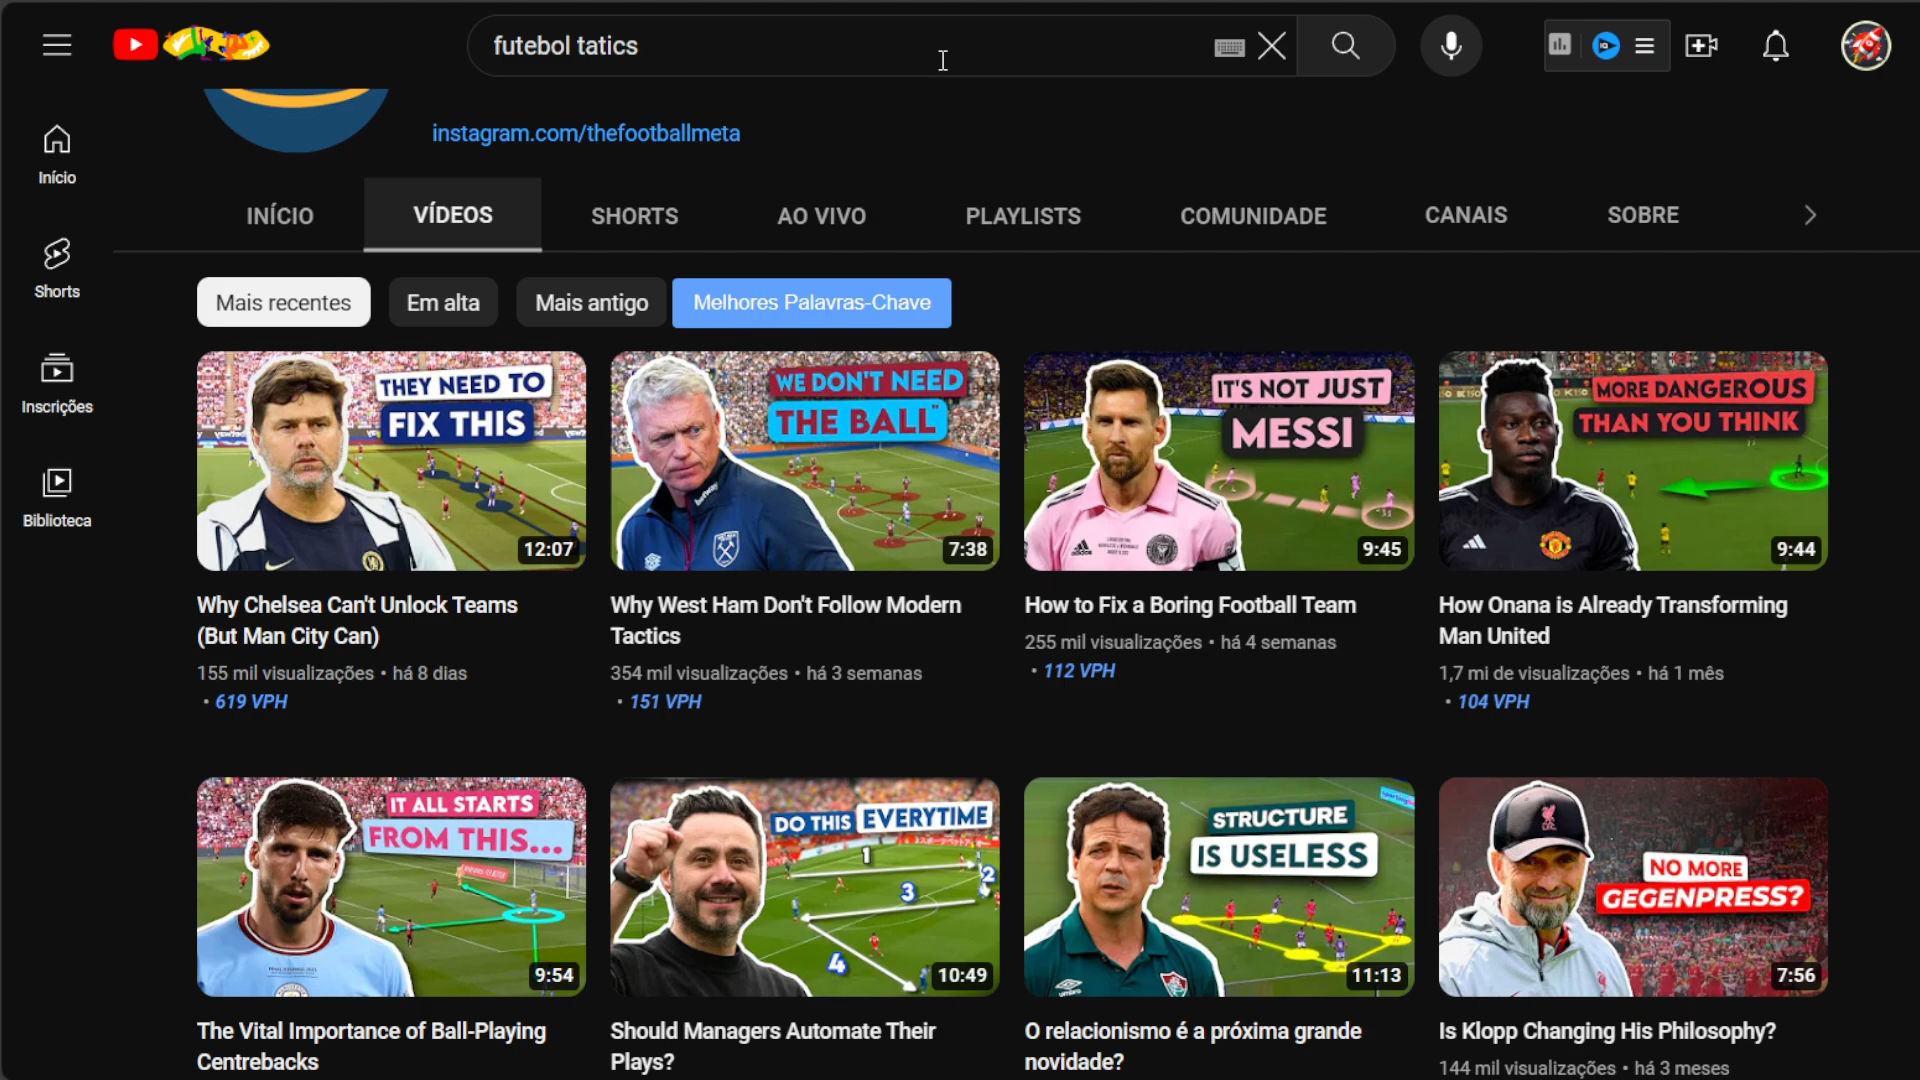 futebol tatics
instagram.com/thefootballmeta
Início
Shorts
Inscrições
Biblioteca
INÍCIO
VÍDEOS
SHORTS
AO VIVO
PLAYLISTS
COMUNIDADE
CANAIS
SOBRE
Mais recentes
Em alta
Mais antigo
Melhores Palavras-Chave
THEY NEED TO
FIX THIS
12:07
Why Chelsea Can't Unlock Teams
(But Man City Can)
155 mil visualizações • há 8 dias
• 619 VPH
WE DON'T NEED
THE BALL"
7:38
Why West Ham Don't Follow Modern
Tactics
354 mil visualizações • há 3 semanas
• 151 VPH
IT'S NOT JUST
MESSI
9:45
How to Fix a Boring Football Team
255 mil visualizações • há 4 semanas
• 112 VPH
MORE DANGEROUS
THAN YOU THINK
9:44
How Onana is Already Transforming
Man United
1,7 mi de visualizações • há 1 mês
• 104 VPH
IT ALL STARTS
FROM THIS...
9:54
The Vital Importance of Ball-Playing
Centrebacks
DO THIS EVERYTIME
1
2
3
4
10:49
Should Managers Automate Their
Plays?
STRUCTURE
IS USELESS
11:13
O relacionismo é a próxima grande
novidade?
NO MORE
GEGENPRESS?
7:56
Is Klopp Changing His Philosophy?
144 mil visualizações • há 3 meses